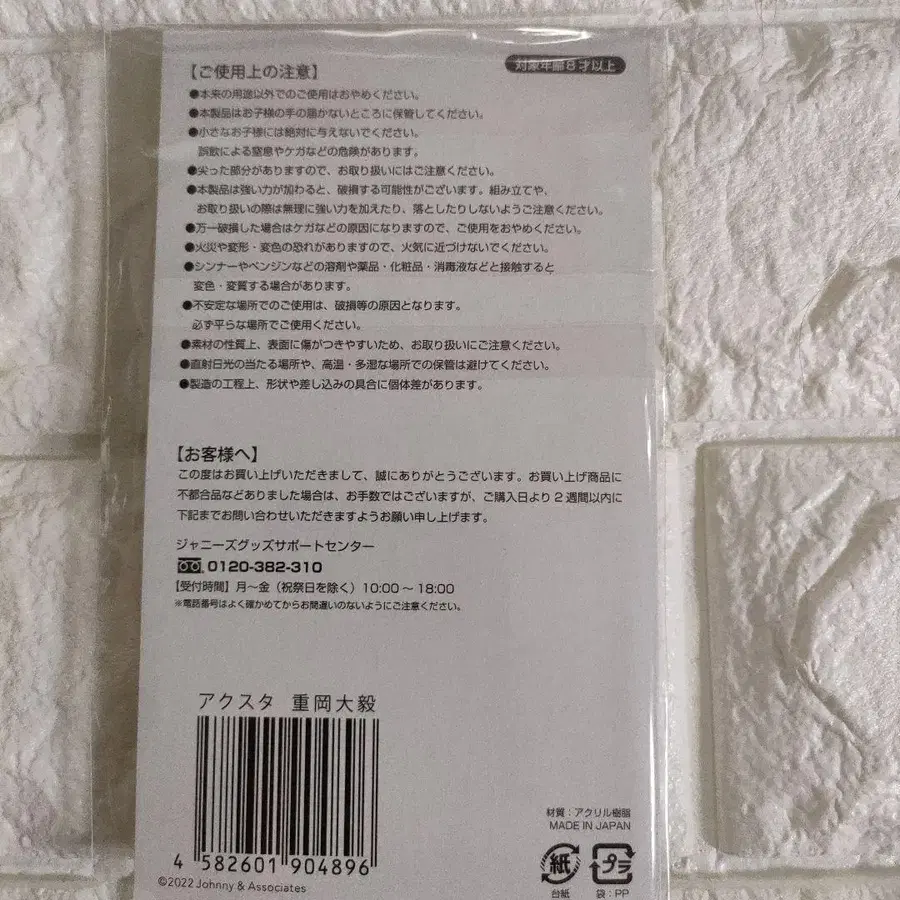 【ご使用上の注意】
対象年齢8才以上
●本来の用途以外でのご使用はおやめください。
●本製品はお子様の手の届かないところに保管してください。
●小さなお子様には絶対に与えないでください。
誤飲による窒息やケガなどの危険があります。
●尖った部分がありますので、お取り扱いにはご注意ください。
●本製品は強い力が加わると、破損する可能性がございます。組み立てや、
お取り扱いの際は無理に強い力を加えたり、落としたりしないようご注意ください。
●万一破損した場合はケガなどの原因になりますので、ご使用をおやめください。
●火災や変形・変色の恐れがありますので、火気に近づけないでください。
●シンナーやベンジンなどの溶剤や薬品・化粧品・消毒液などと接触すると
変色・変質する場合があります。
●不安定な場所でのご使用は、破損等の原因となります。
必ず平らな場所でご使用ください。
●素材の性質上、表面に傷がつきやすいため、お取り扱いにご注意ください。
●直射日光の当たる場所や、高温・多湿な場所での保管は避けてください。
●製造の工程上、形状や差し込みの具合に個体差があります。
【お客様へ】
この度はお買い上げいただきまして、誠にありがとうございます。お買い上げ商品に
不都合品などありました場合は、お手数ではございますが、ご購入日より2週間以内に
下記までお問い合わせいただきますようお願い申し上げます。
ジャニーズグッズサポートセンター
0120-382-310
【受付時間】月〜金（祝祭日を除く）10:00〜18:00
※電話番号はよく確かめてからお間違いのないようにご注意ください。
アクスタ 重岡大毅
4 582601 904896
©2022 Johnny & Associates
材質：アクリル樹脂
MADE IN JAPAN
紙 プラ
台紙 袋：PP